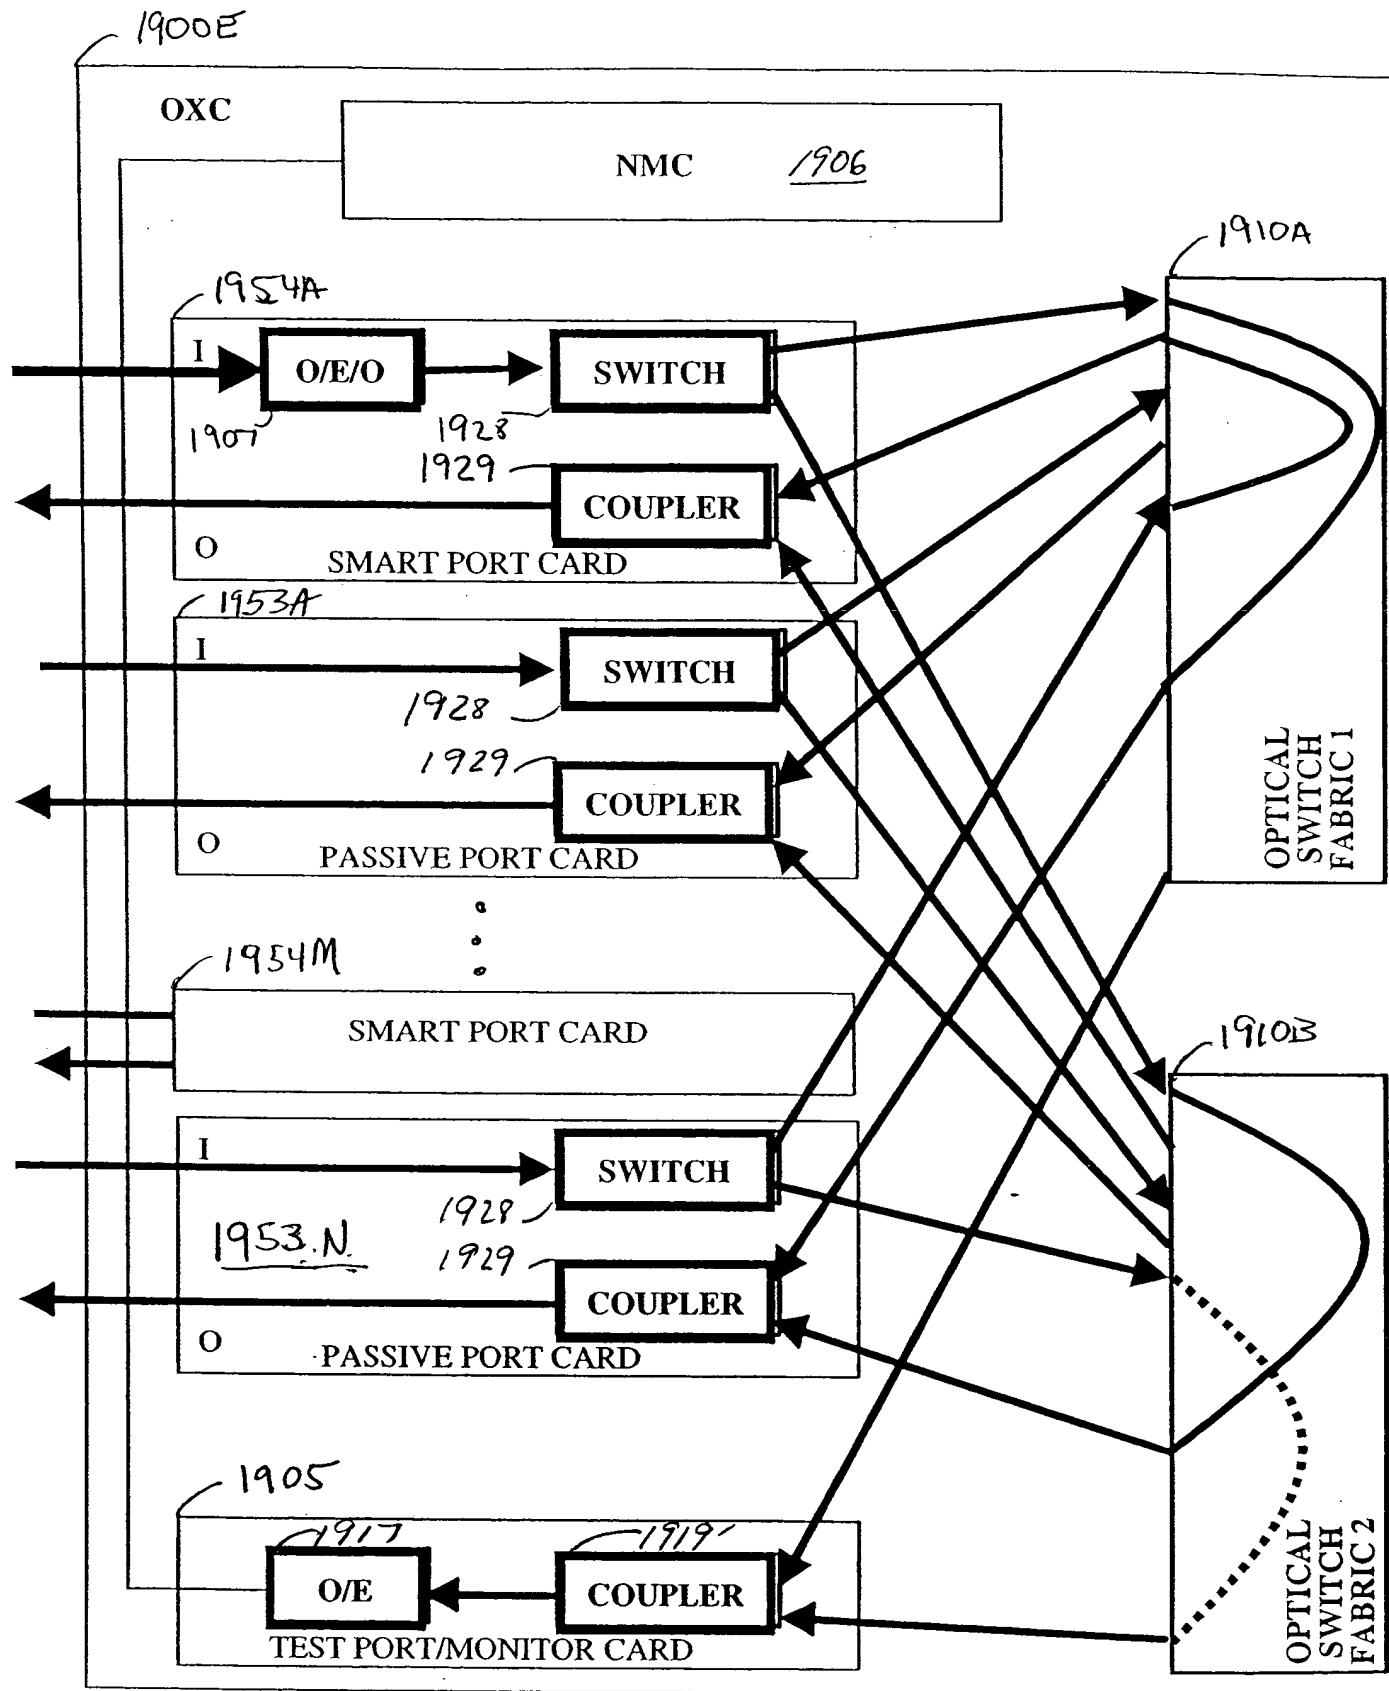 1900E
OXC
NMC 1906
1910A
1954A
I
O/E/O
SWITCH
1907
1928
1929
COUPLER
O
SMART PORT CARD
1953A
I
SWITCH
1928
1929
COUPLER
O
PASSIVE PORT CARD
OPTICAL
SWITCH
FABRIC 1
1954M
SMART PORT CARD
1910B
I
SWITCH
1928
1953.N
1929
COUPLER
O
PASSIVE PORT CARD
1905
1917
1919'
O/E
COUPLER
TEST PORT/MONITOR CARD
OPTICAL
SWITCH
FABRIC 2